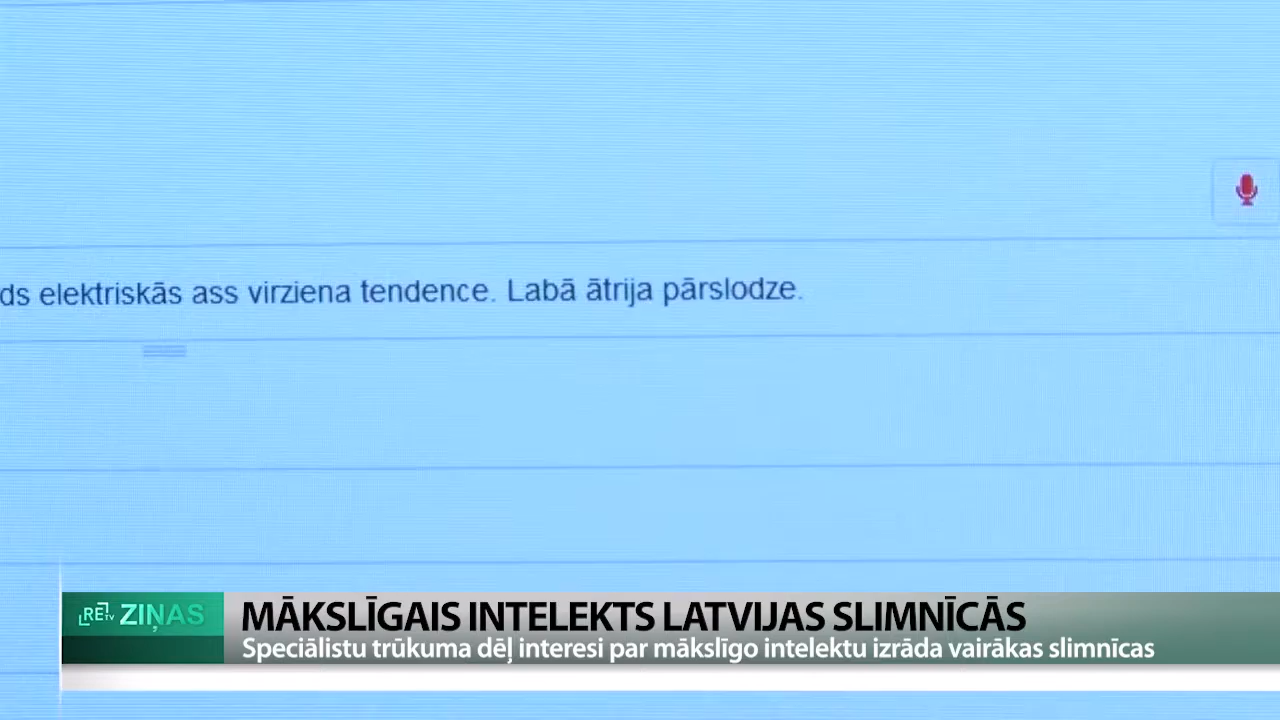 elektriskās ass virziena tendence. Labā ātrija pārslodze.
RE TV ZIŅAS
MĀKSLĪGAIS INTELEKTS LATVIJAS SLIMNĪCĀS
Speciālistu trūkuma dēļ interesi par mākslīgo intelektu izrāda vairākas slimnīcas